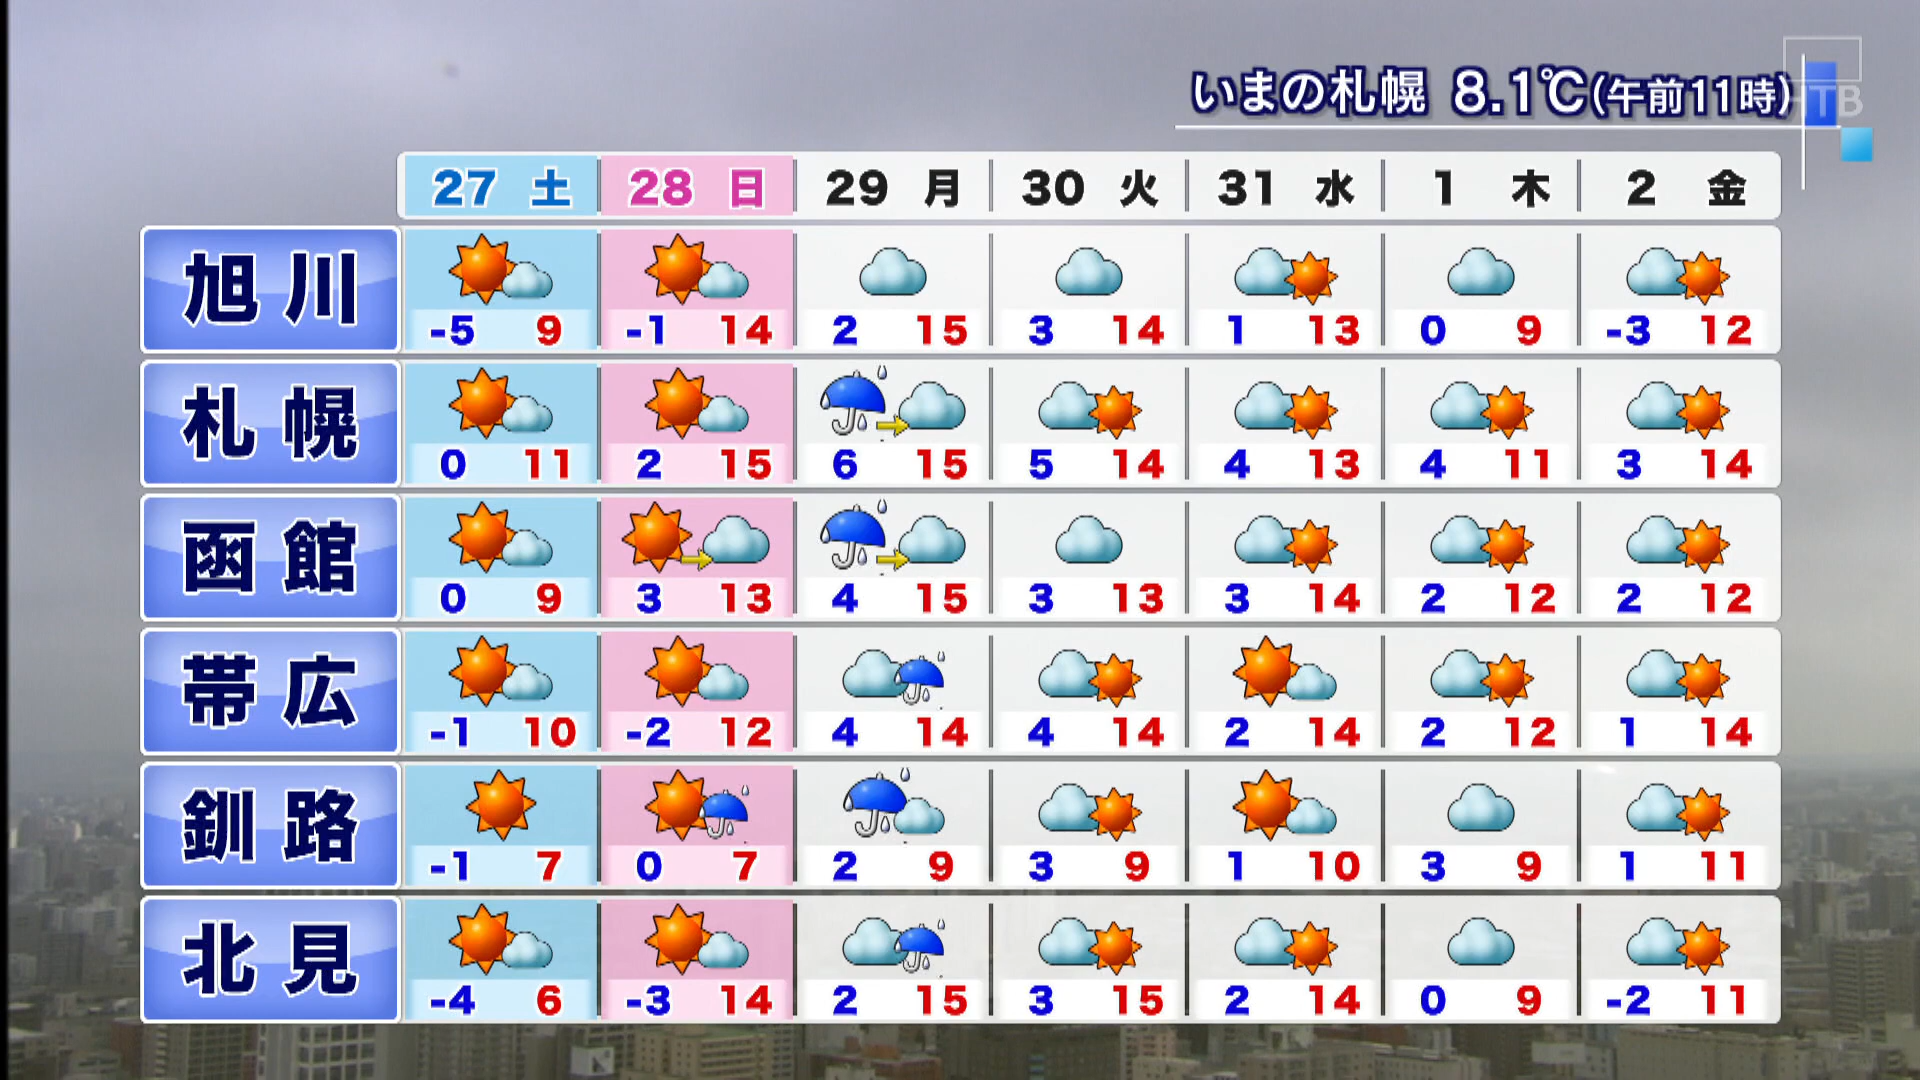 いまの札幌 8.1℃(午前11時)
HTB
27 土 28 日 29 月 30 火 31 水 1 木 2 金
旭川 -5 9 -1 14 2 15 3 14 1 13 0 9 -3 12
札幌 0 11 2 15 6 15 5 14 4 13 4 11 3 14
函館 0 9 3 13 4 15 3 13 3 14 2 12 2 12
帯広 -1 10 -2 12 4 14 4 14 2 14 2 12 1 14
釧路 -1 7 0 7 2 9 3 9 1 10 3 9 1 11
北見 -4 6 -3 14 2 15 3 15 2 14 0 9 -2 11